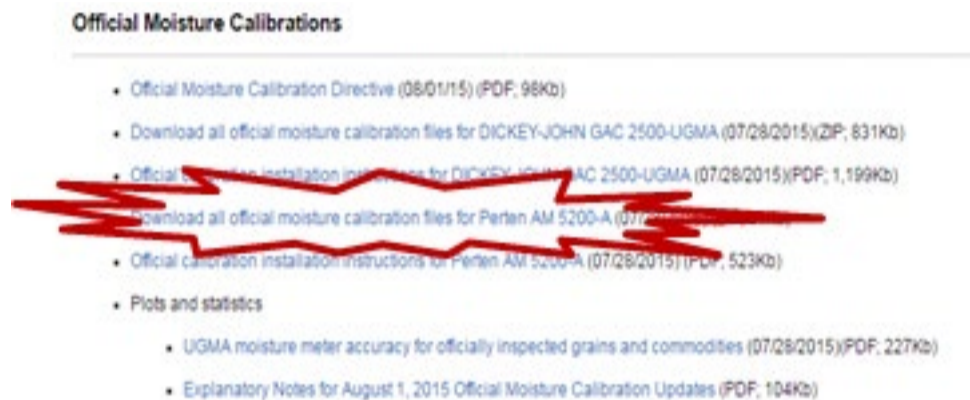 Official Moisture Calibrations
• Official Moisture Calibration Directive (08/01/15) (PDF; 98Kb)
• Download all official moisture calibration files for DICKEY-JOHN GAC 2500-UGMA (07/28/2015)(ZIP; 831Kb)
• Official calibration installation instructions for DICKEY-JOHN GAC 2500-UGMA (07/28/2015)(PDF; 1,199Kb)
• Download all official moisture calibration files for Perten AM 5200-A
• Official calibration installation instructions for Perten AM 5200-A (07/28/2015) (PDF; 523Kb)
• Plots and statistics
• UGMA moisture meter accuracy for officially inspected grains and commodities (07/28/2015)(PDF; 227Kb)
• Explanatory Notes for August 1, 2015 Official Moisture Calibration Updates (PDF; 104Kb)